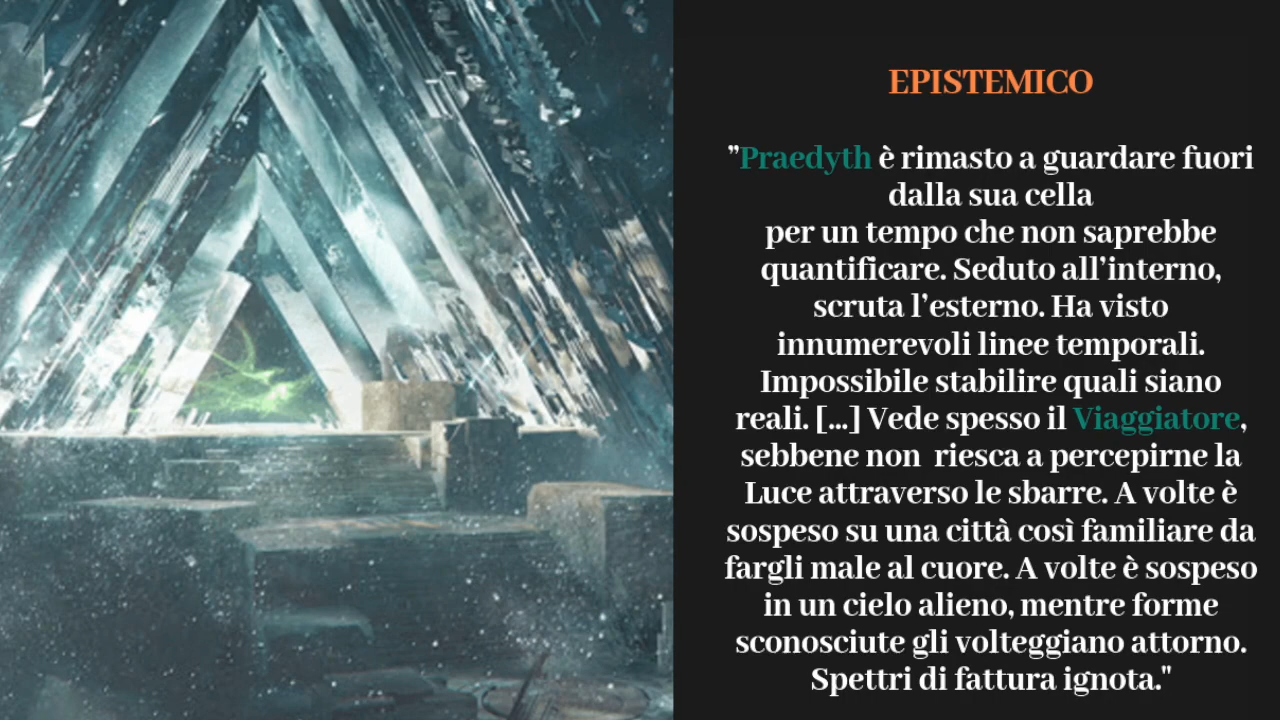 EPISTEMICO
"Praedyth è rimasto a guardare fuori
dalla sua cella
per un tempo che non saprebbe
quantificare. Seduto all'interno,
scruta l'esterno. Ha visto
innumerevoli linee temporali.
Impossibile stabilire quali siano
reali. [...] Vede spesso il Viaggiatore,
sebbene non  riesca a percepirne la
Luce attraverso le sbarre. A volte è
sospeso su una città così familiare da
fargli male al cuore. A volte è sospeso
in un cielo alieno, mentre forme
sconosciute gli volteggiano attorno.
Spettri di fattura ignota."